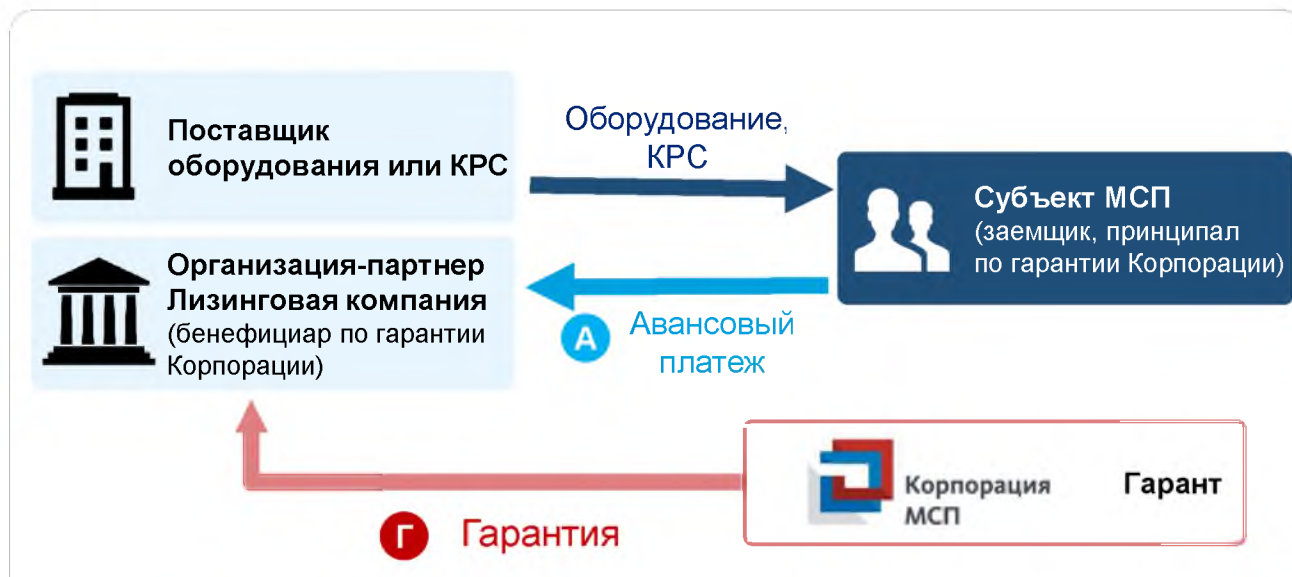 Поставщик
оборудования или КРС
Оборудование,
КРС
Субъект МСП
(заемщик, принципал
по гарантии Корпорации)
Организация-партнер
Лизинговая компания
(бенефициар по гарантии
Корпорации)
А Авансовый
платеж
Корпорация
МСП
Гарант
Г Гарантия